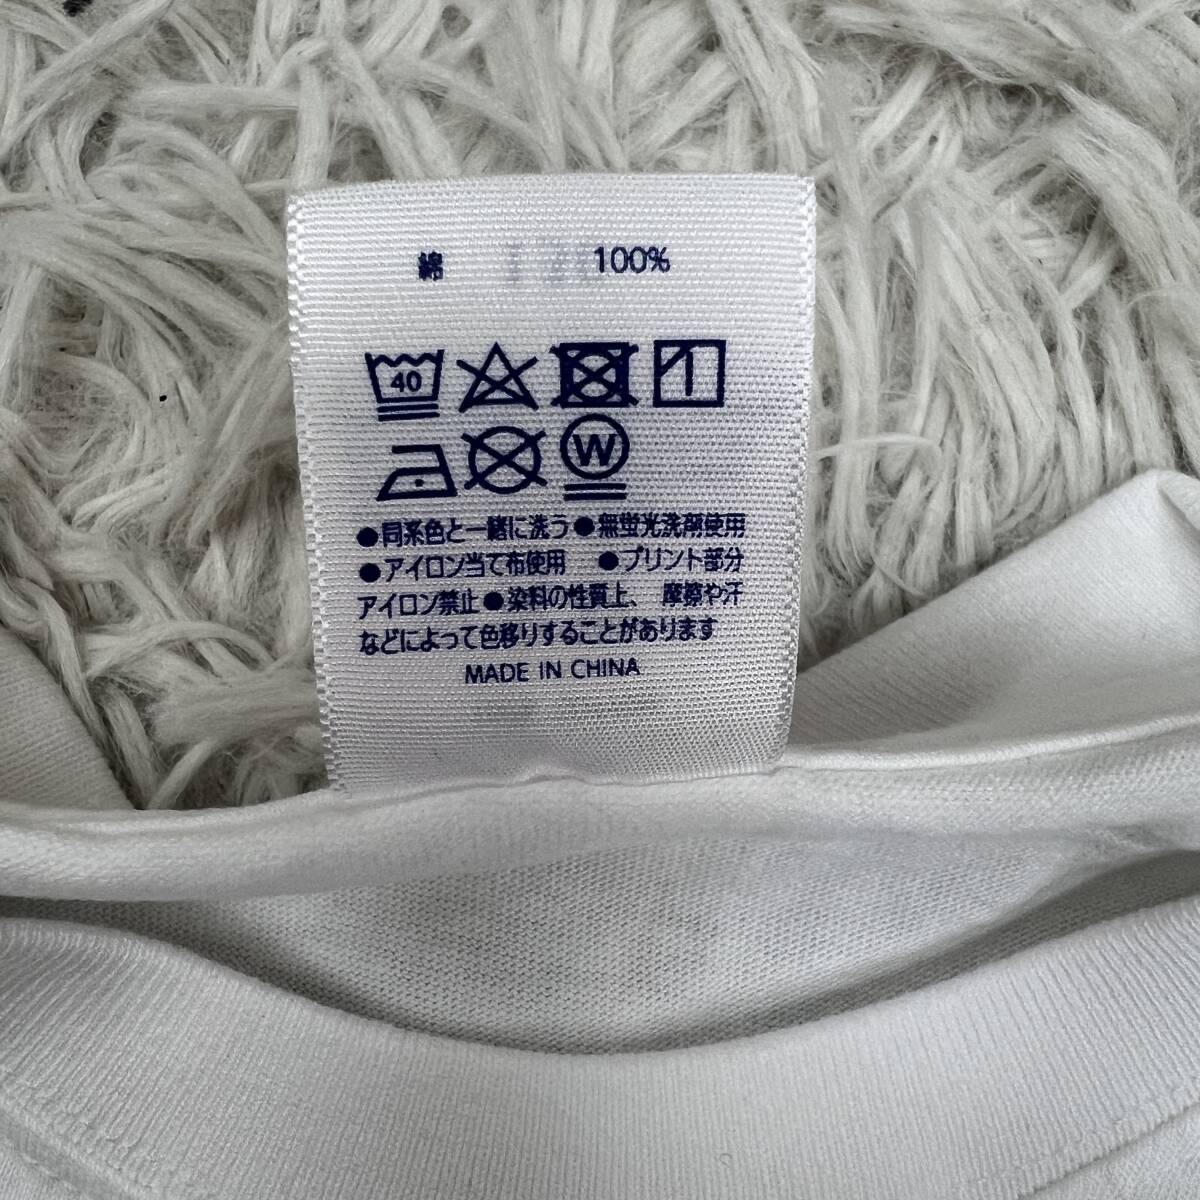 綿 100%
40
W
●同系色と一緒に洗う●無蛍光洗剤使用
●アイロン当て布使用 ●プリント部分
アイロン禁止●染料の性質上、摩擦や汗
などによって色移りすることがあります
MADE IN CHINA